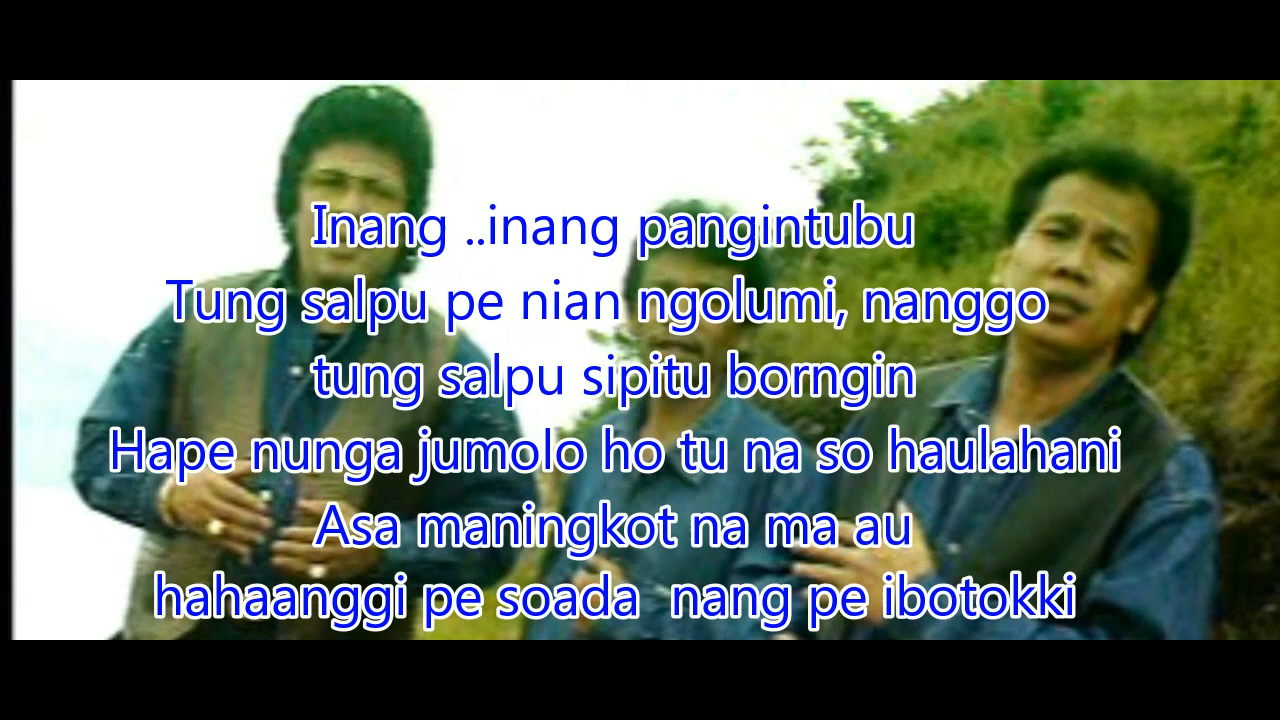 Inang ..inang pangintubu
Tung salpu pe nian ngolumi, nanggo
tung salpu sipitu borngin
Hape nunga jumolo ho tu na so haulahani
Asa maningkot na ma au
hahaanggi pe soada  nang pe ibotokki